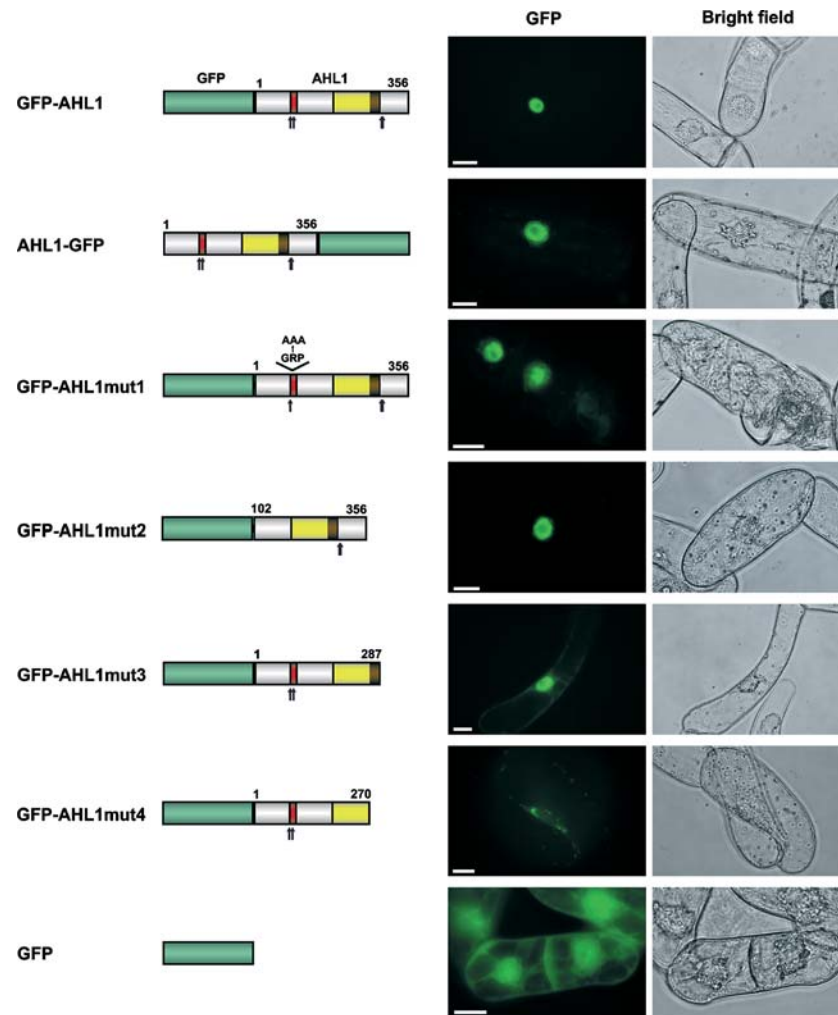 GFP Bright field
GFP-AHL1 GFP 1 AHL1 356
AHL1-GFP 1 356
GFP-AHL1mut1 AAA
GRP
1 356
GFP-AHL1mut2 102 356
GFP-AHL1mut3 1 287
GFP-AHL1mut4 1 270
GFP